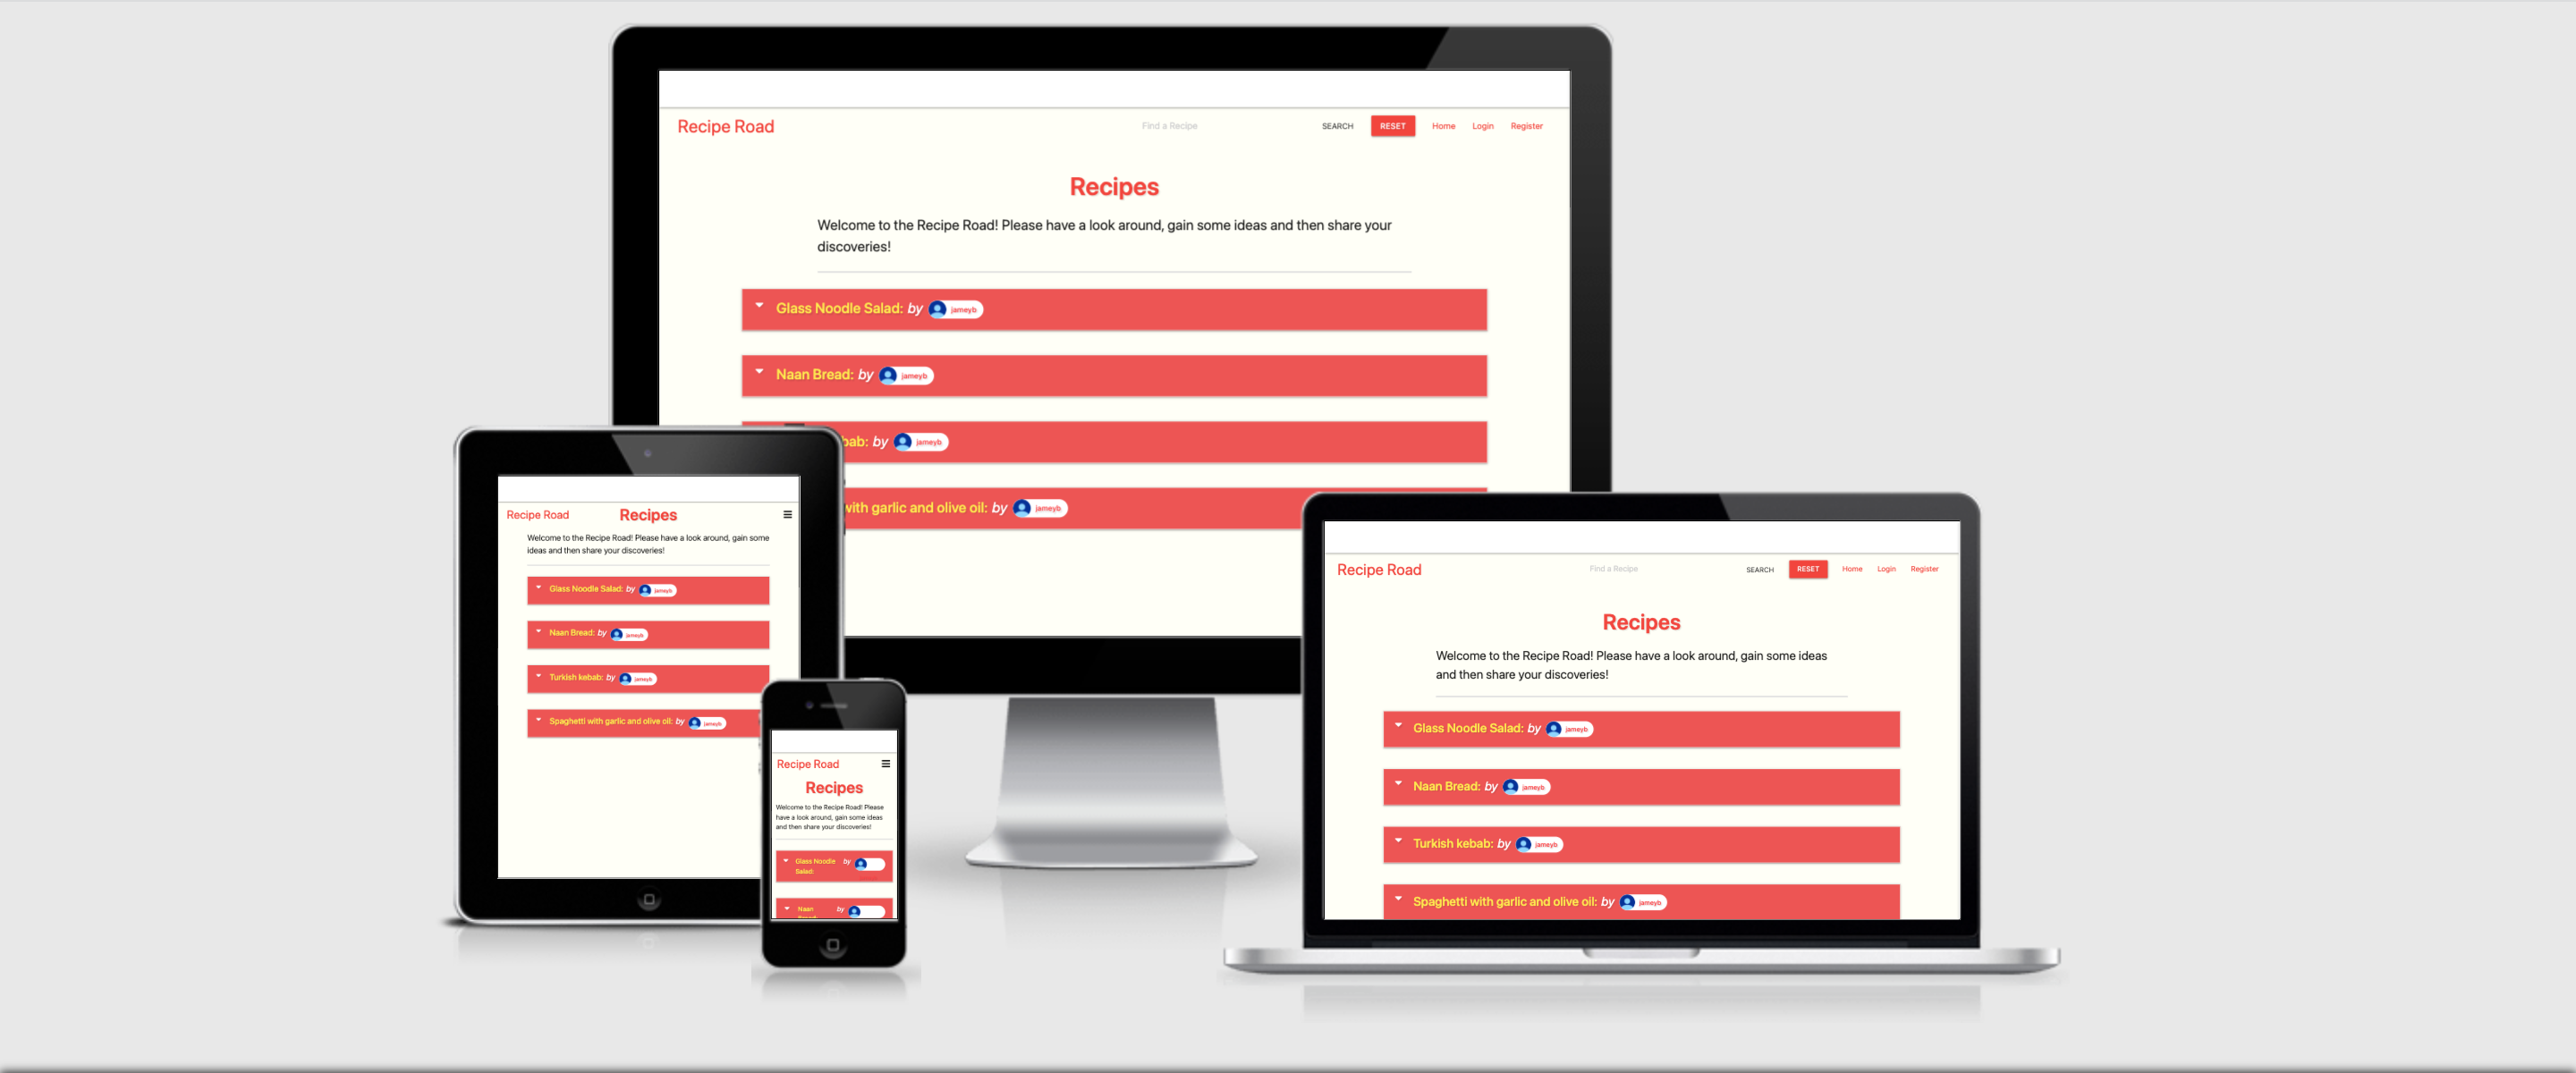 Recipe Road
Find a Recipe
SEARCH
RESET
Home
Login
Register
Recipes
Welcome to the Recipe Road! Please have a look around, gain some ideas and then share your
discoveries!
Glass Noodle Salad: by jameyb
Naan Bread: by jameyb
bab: by jameyb
with garlic and olive oil: by jameyb
Recipe Road
Recipes
Welcome to the Recipe Road! Please have a look around, gain some
ideas and then share your discoveries!
Glass Noodle Salad: by jameyb
Naan Bread: by jameyb
Turkish kebab: by jameyb
Spaghetti with garlic and olive oil: by jameyb
Recipe Road
Recipes
Welcome to the Recipe Road! Please
have a look around, gain some ideas
and then share your discoveries!
Glass Noodle by
Salad:
Naan by
Recipe Road
Find a Recipe
SEARCH
RESET
Home
Login
Register
Recipes
Welcome to the Recipe Road! Please have a look around, gain some ideas
and then share your discoveries!
Glass Noodle Salad: by jameyb
Naan Bread: by jameyb
Turkish kebab: by jameyb
Spaghetti with garlic and olive oil: by jameyb